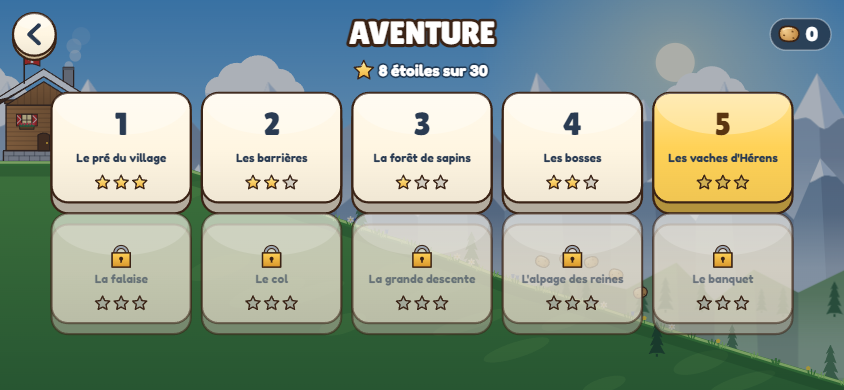 AVENTURE
0
8 étoiles sur 30
1
Le pré du village
2
Les barrières
3
La forêt de sapins
4
Les bosses
5
Les vaches d'Hérens
La falaise
Le col
La grande descente
L'alpage des reines
Le banquet